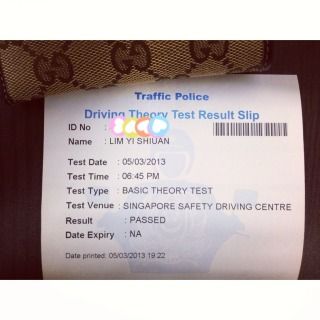 Traffic Police
Driving Theory Test Result Slip
ID No :
Name : LIM YI SHIUAN
Test Date : 05/03/2013
Test Time : 06:45 PM
Test Type : BASIC THEORY TEST
Test Venue : SINGAPORE SAFETY DRIVING CENTRE
Result : PASSED
Date Expiry : NA
Date printed: 05/03/2013 19:22